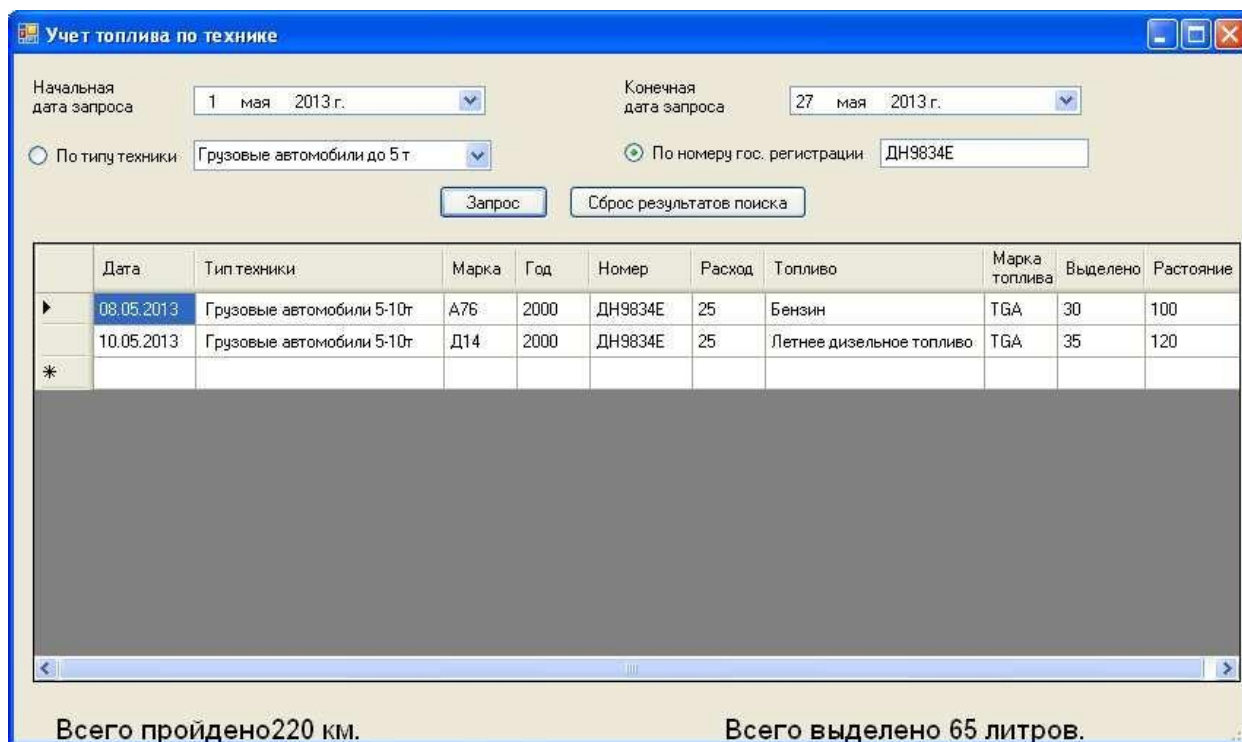 Учет топлива по технике
Начальная
дата запроса
1 мая 2013 г.
Конечная
дата запроса
27 мая 2013 г.
По типу техники
Грузовые автомобили до 5 т
По номеру гос. регистрации
ДН9834Е
Запрос
Сброс результатов поиска
Дата Тип техники Марка Год Номер Расход Топливо Марка топлива Выделено Растояние
08.05.2013 Грузовые автомобили 5-10т А76 2000 ДН9834Е 25 Бензин TGA 30 100
10.05.2013 Грузовые автомобили 5-10т Д14 2000 ДН9834Е 25 Летнее дизельное топливо TGA 35 120
Всего пройдено220 км.
Всего выделено 65 литров.